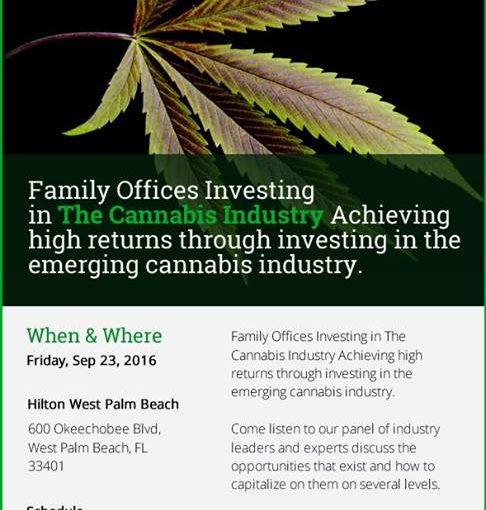 Family Offices Investing
in The Cannabis Industry Achieving
high returns through investing in the
emerging cannabis industry.
When & Where
Friday, Sep 23, 2016
Hilton West Palm Beach
600 Okeechobee Blvd,
West Palm Beach, FL
33401
Schedule
Family Offices Investing in The
Cannabis Industry Achieving high
returns through investing in the
emerging cannabis industry.
Come listen to our panel of industry
leaders and experts discuss the
opportunities that exist and how to
capitalize on them on several levels.